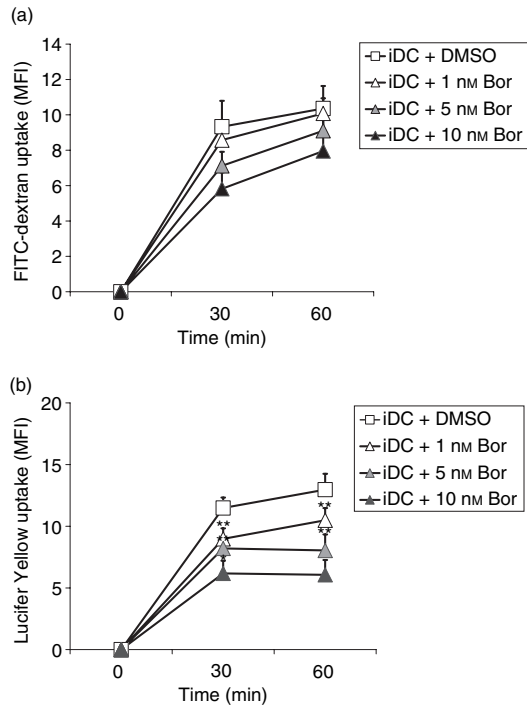 (a)
14
12
10
8
6
4
2
0
FITC-dextran uptake (MFI)
0
30
60
Time (min)
iDC + DMSO
iDC + 1 nM Bor
iDC + 5 nM Bor
iDC + 10 nM Bor
(b)
20
15
10
5
0
Lucifer Yellow uptake (MFI)
**
**
**
0
30
60
Time (min)
iDC + DMSO
iDC + 1 nM Bor
iDC + 5 nM Bor
iDC + 10 nM Bor